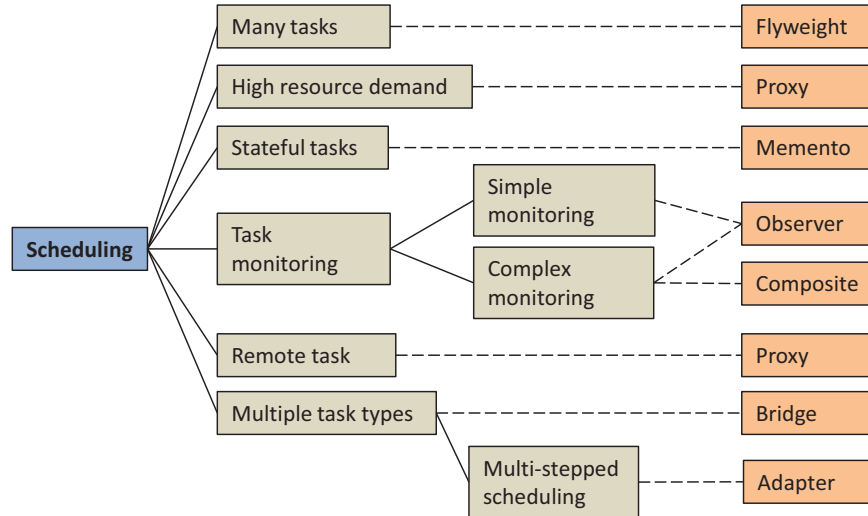 Many tasks
Flyweight
High resource demand
Proxy
Stateful tasks
Memento
Simple
monitoring
Scheduling
Task
monitoring
Observer
Complex
monitoring
Composite
Remote task
Proxy
Multiple task types
Bridge
Multi-stepped
scheduling
Adapter